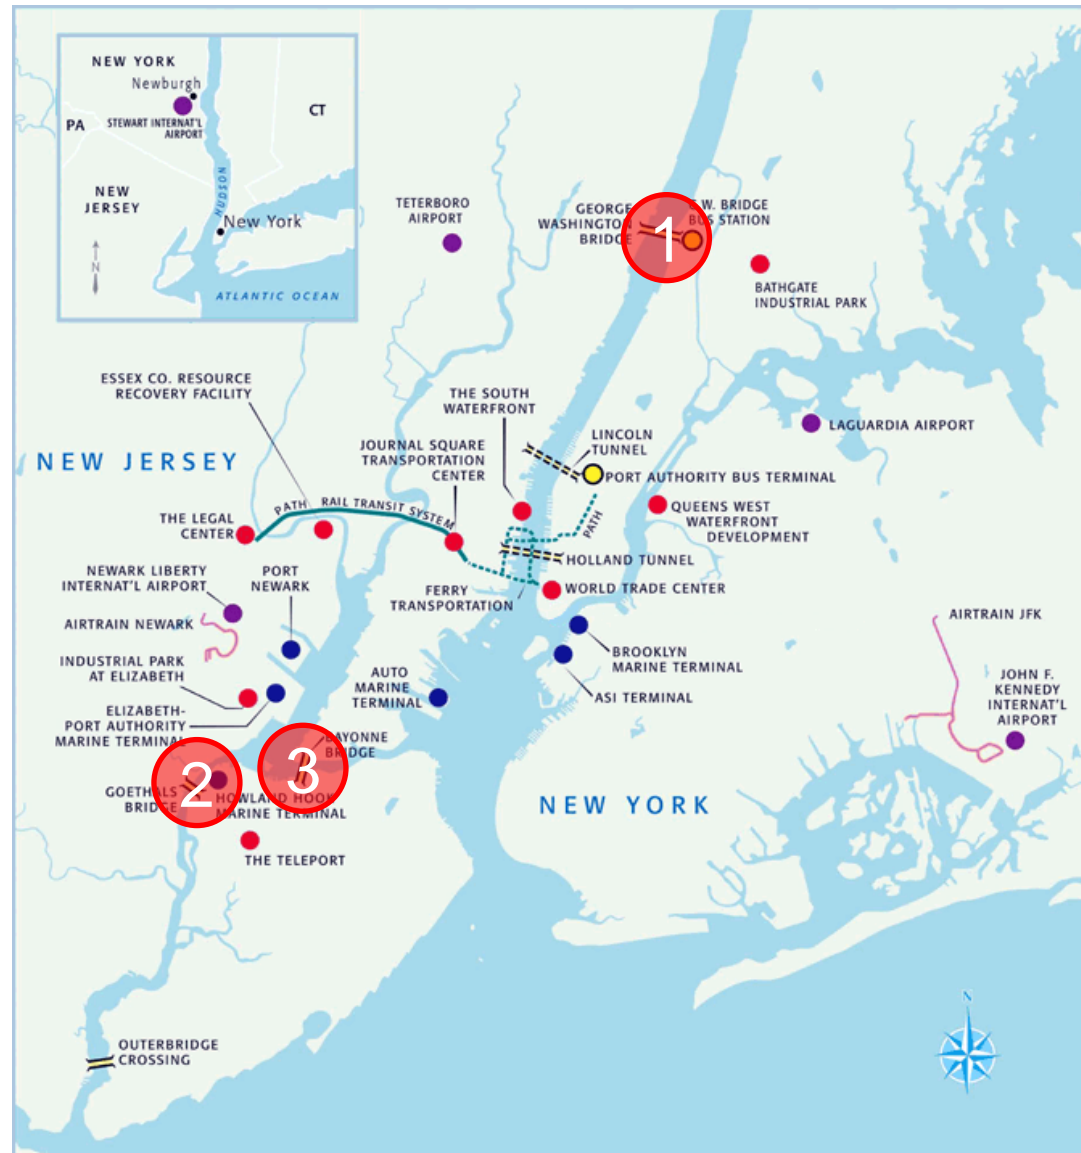 NEW YORK
Newburgh
STEWART INTERNAT'L
AIRPORT
PA
CT
NEW
JERSEY
HUDSON
New York
N
ATLANTIC OCEAN
TETERBORO
AIRPORT
GEORGE
WASHINGTON
BRIDGE
1
G.W. BRIDGE
BUS STATION
BATHGATE
INDUSTRIAL PARK
ESSEX CO. RESOURCE
RECOVERY FACILITY
THE SOUTH
WATERFRONT
LINCOLN
TUNNEL
LAGUARDIA AIRPORT
NEW JERSEY
JOURNAL SQUARE
TRANSPORTATION
CENTER
PORT AUTHORITY BUS TERMINAL
PATH RAIL TRANSIT SYSTEM
PATH
THE LEGAL
CENTER
QUEENS WEST
WATERFRONT
DEVELOPMENT
HOLLAND TUNNEL
NEWARK LIBERTY
INTERNAT'L AIRPORT
PORT
NEWARK
FERRY
TRANSPORTATION
WORLD TRADE CENTER
AIRTRAIN NEWARK
AIRTRAIN JFK
INDUSTRIAL PARK
AT ELIZABETH
AUTO
MARINE
TERMINAL
BROOKLYN
MARINE TERMINAL
ASI TERMINAL
JOHN F.
KENNEDY
INTERNAT'L
AIRPORT
ELIZABETH-
PORT AUTHORITY
MARINE TERMINAL
BAYONNE
BRIDGE
3
2
GOETHALS
BRIDGE
HOWLAND HOOK
MARINE TERMINAL
NEW YORK
THE TELEPORT
OUTERBRIDGE
CROSSING
N